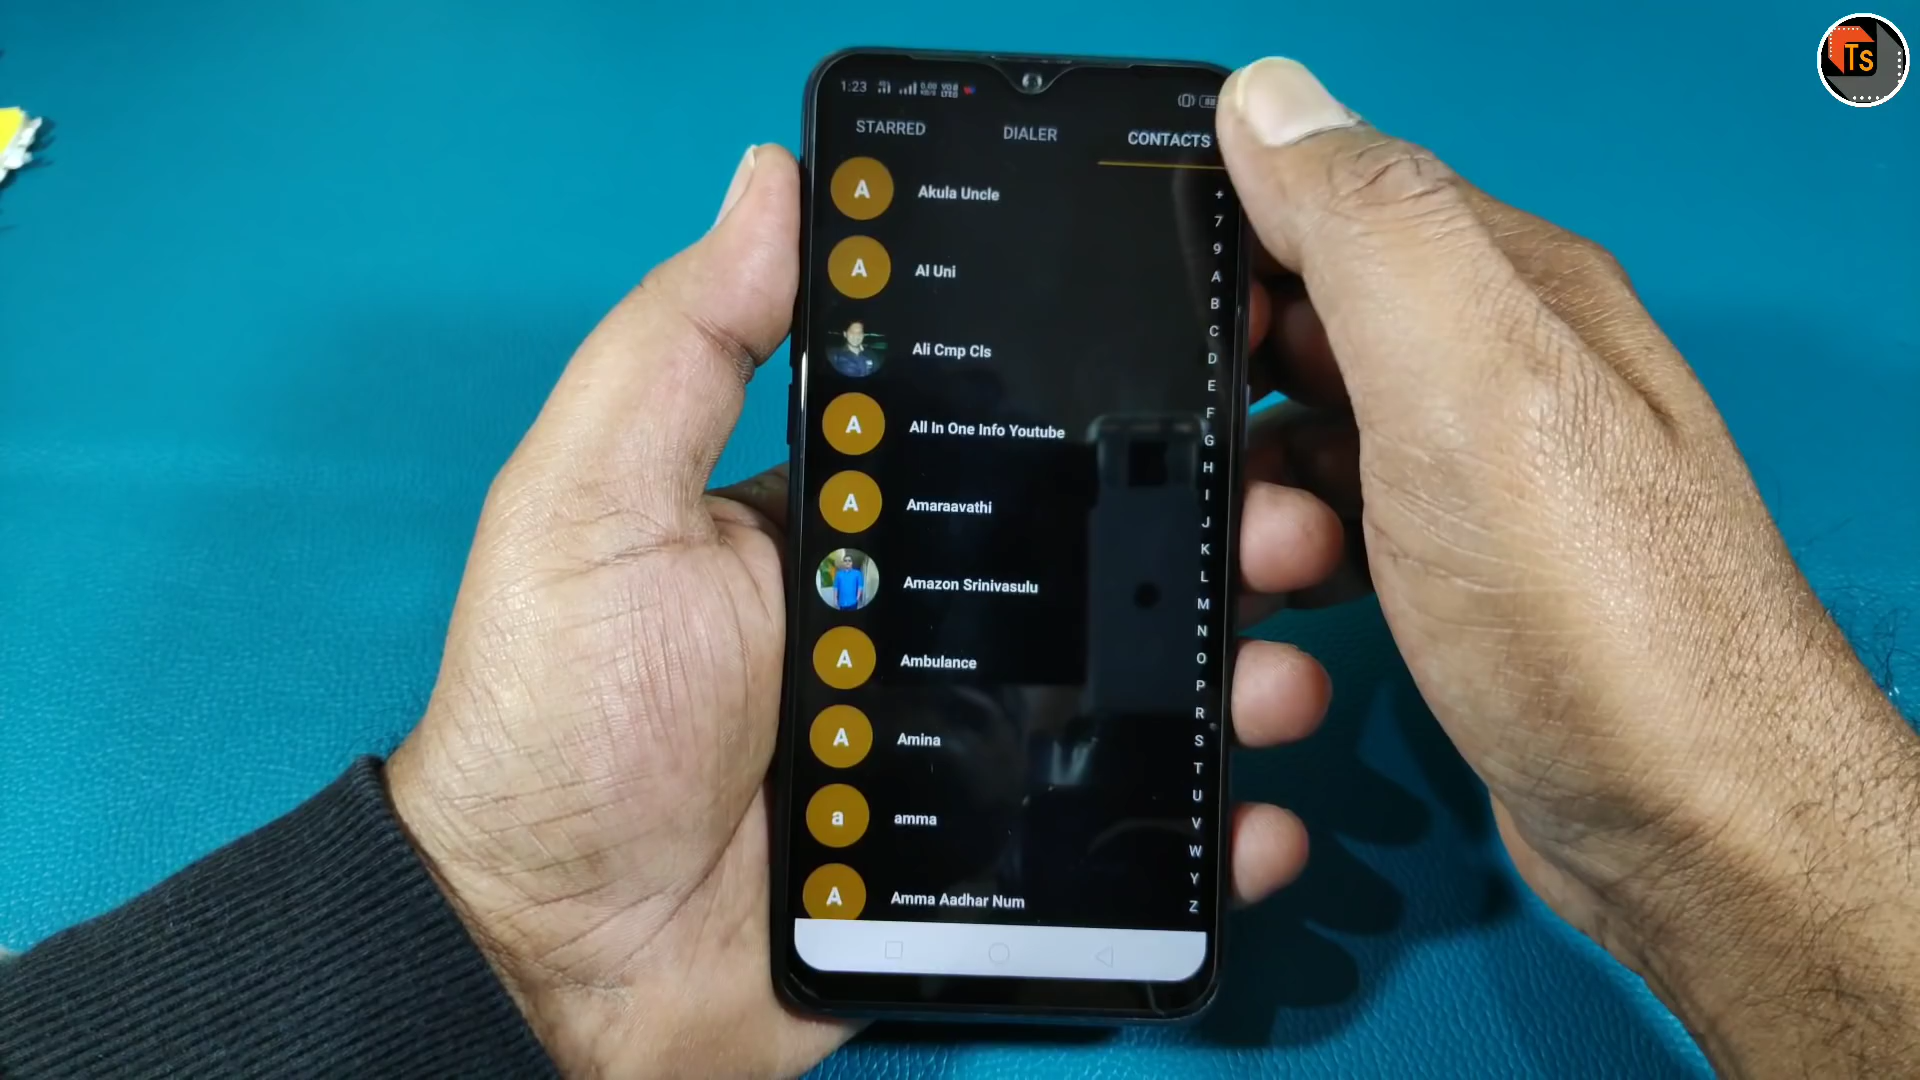 Ts
1:23
STARRED DIALER CONTACTS
A Akula Uncle
A Al Uni
Ali Cmp Cls
A All In One Info Youtube
A Amaraavathi
Amazon Srinivasulu
A Ambulance
A Amina
a amma
A Amma Aadhar Num
+
7
9
A
B
C
D
E
F
G
H
I
J
K
L
M
N
O
P
R
S
T
U
V
W
Y
Z